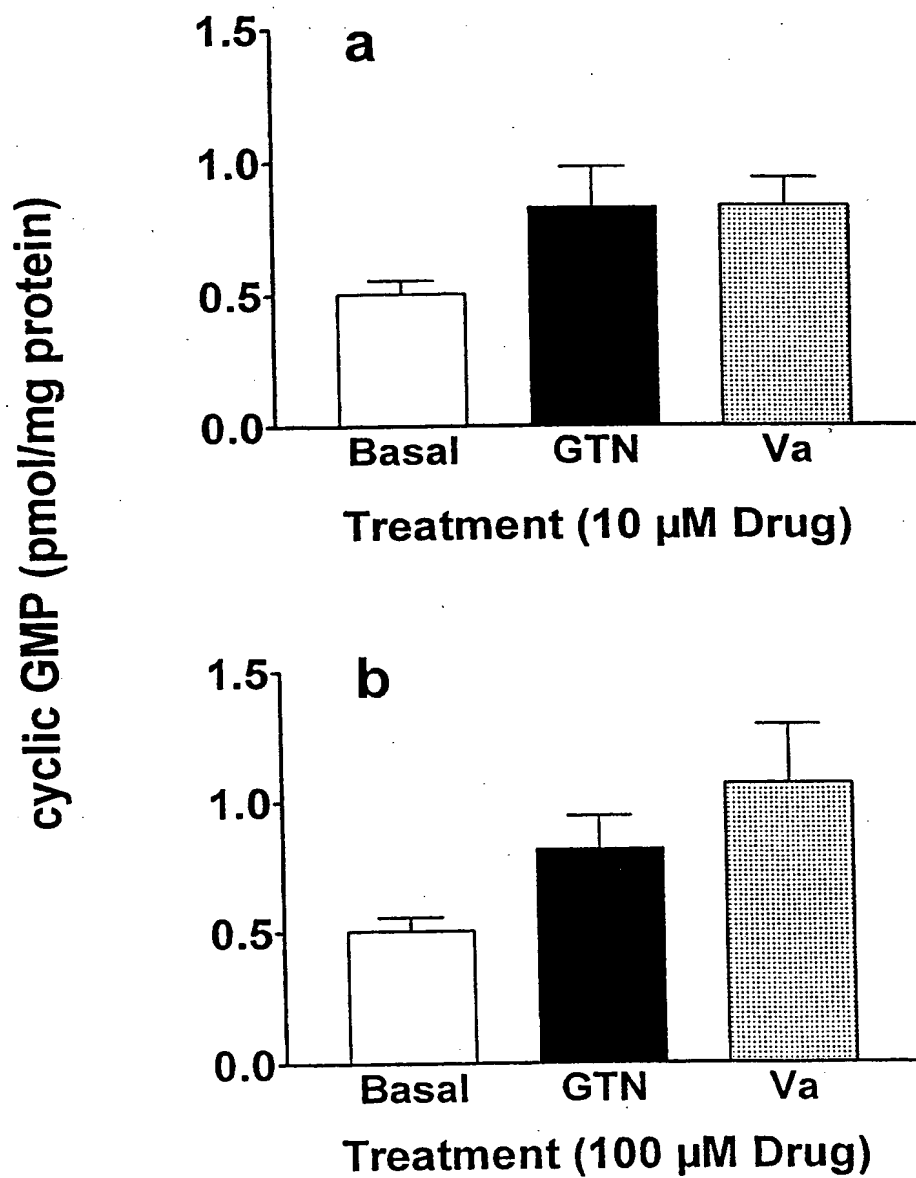 cyclic GMP (pmol/mg protein)
a
1.5
1.0
0.5
0.0
Basal GTN Va
Treatment (10 µM Drug)
b
1.5
1.0
0.5
0.0
Basal GTN Va
Treatment (100 µM Drug)